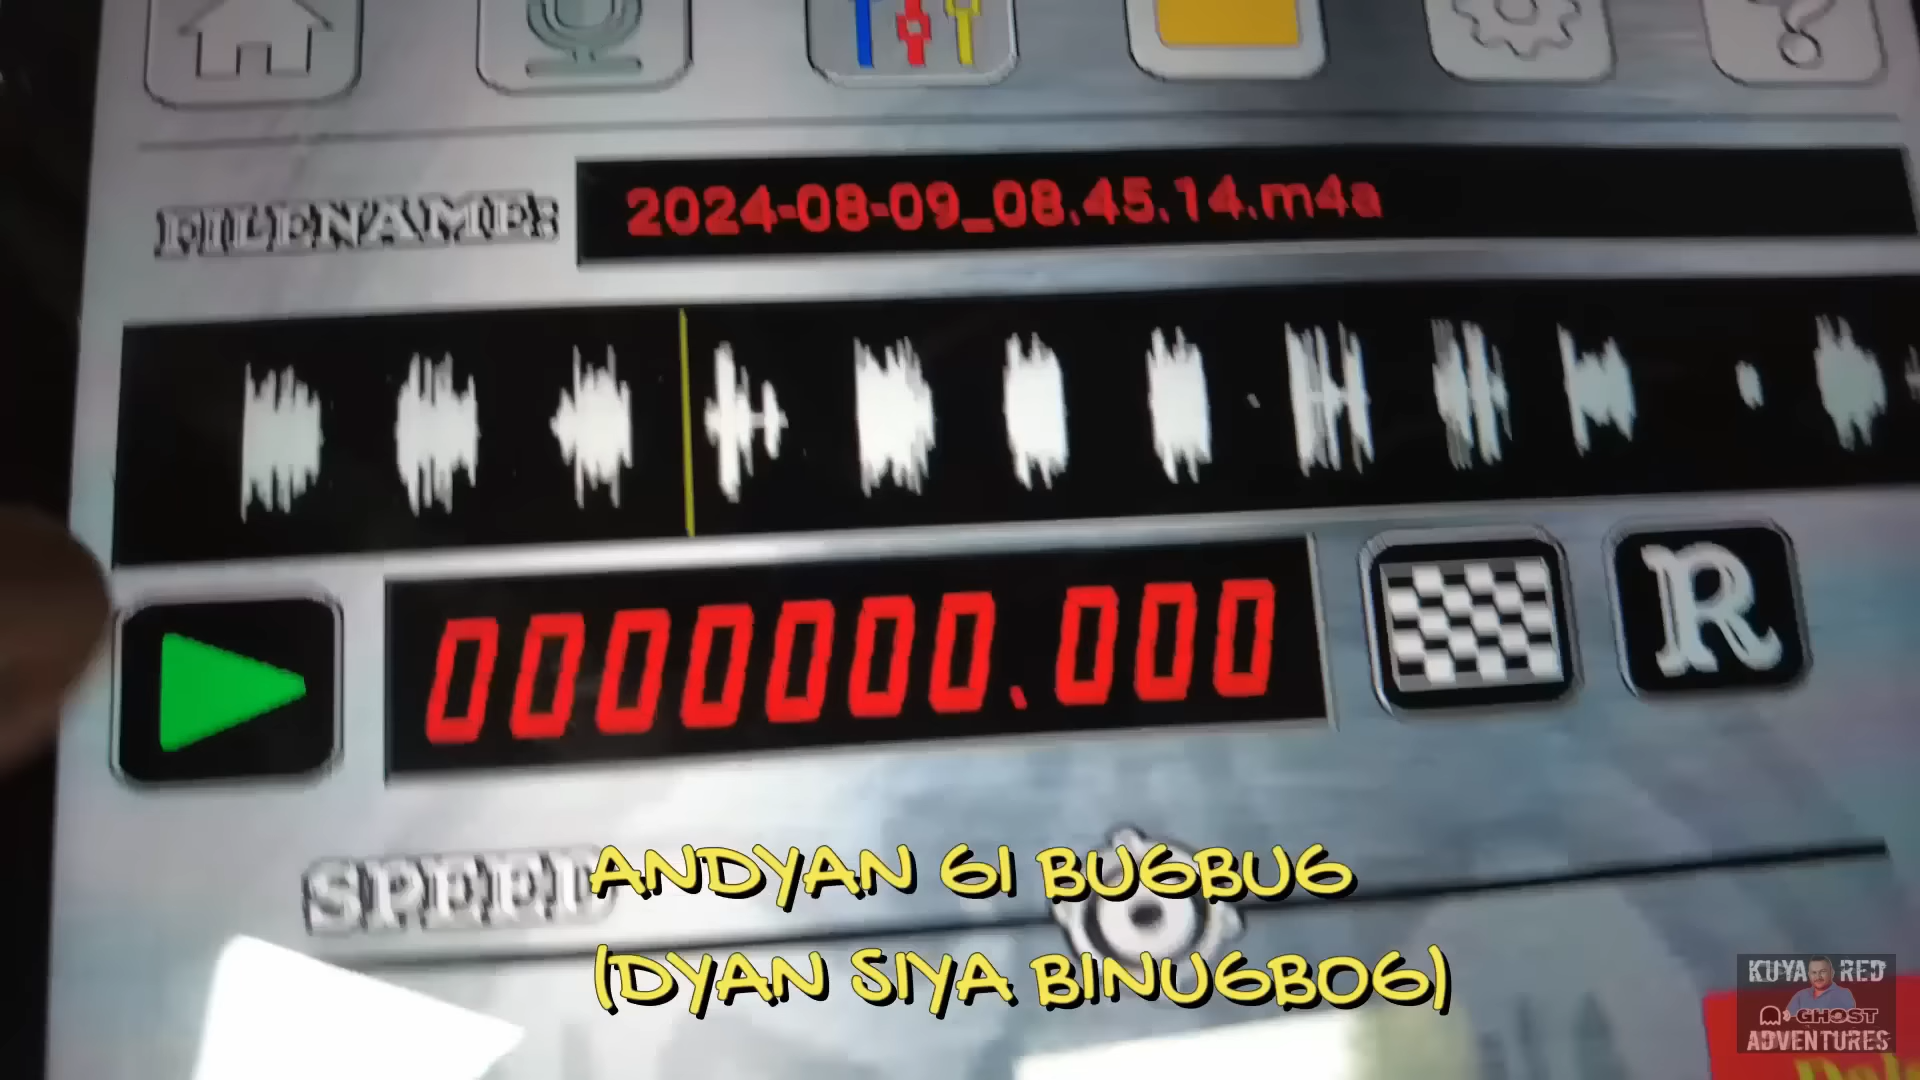 FILENAME:
2024-08-09_08.45.14.m4a
0000000.000
R
SPEED
ANDYAN GI BUGBUG
(DYAN SIYA BINUGBOG)
KUYA RED
GHOST
ADVENTURES